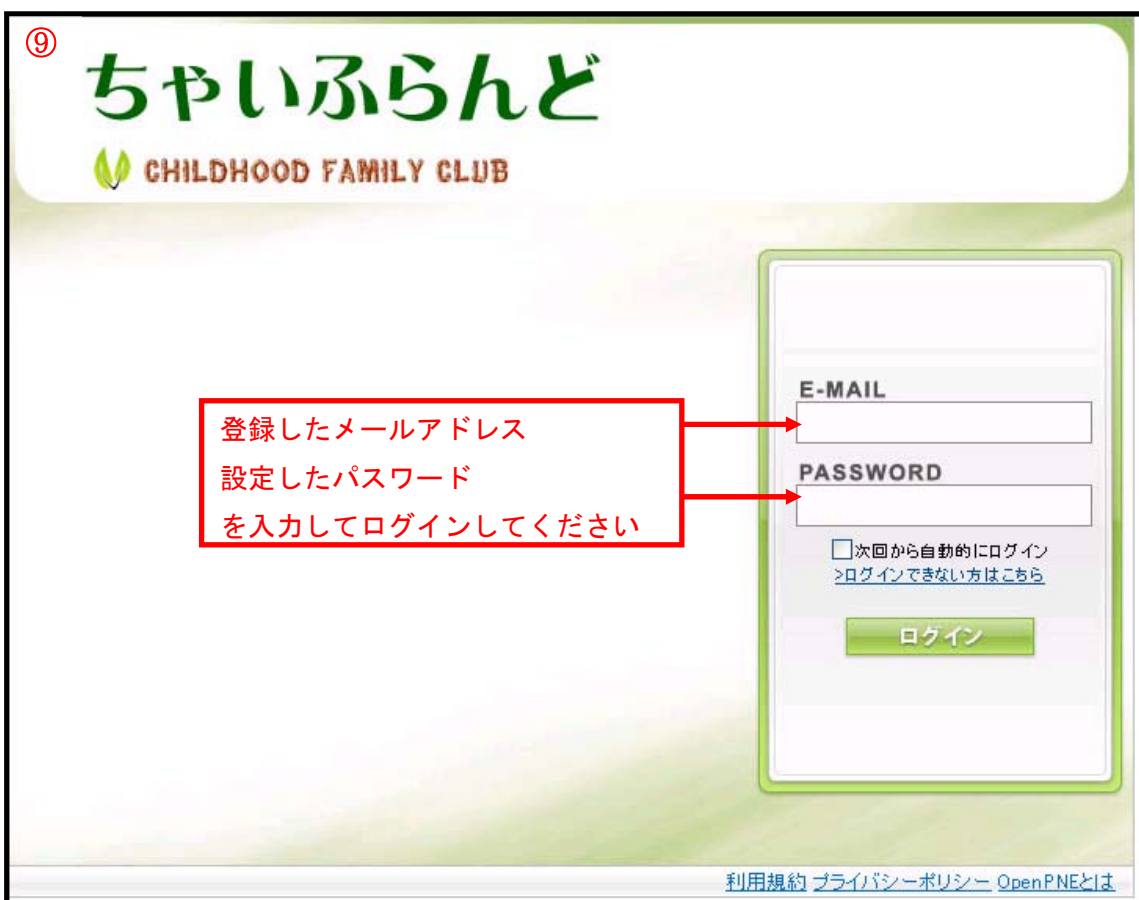 ⑨
ちゃいふらんど
CHILDHOOD FAMILY CLUB
E-MAIL
登録したメールアドレス
設定したパスワード
を入力してログインしてください
PASSWORD
次回から自動的にログイン
>ログインできない方はこちら
ログイン
利用規約 プライバシーポリシー OpenPNEとは